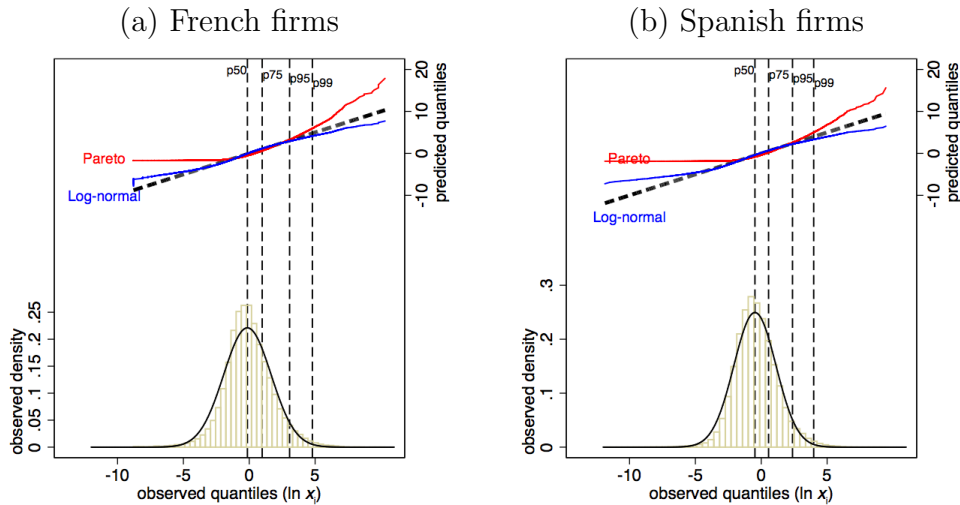 (a) French firms
(b) Spanish firms
p50
p75
p95
p99
20
10
0
-10
predicted quantiles
Pareto
Log-normal
observed density
.25
.2
.15
.1
.05
0
-10
-5
0
5
observed quantiles (ln xi)
p50
p75
p95
p99
20
10
0
-10
predicted quantiles
Pareto
Log-normal
observed density
.3
.2
.1
0
-10
-5
0
5
observed quantiles (ln xi)